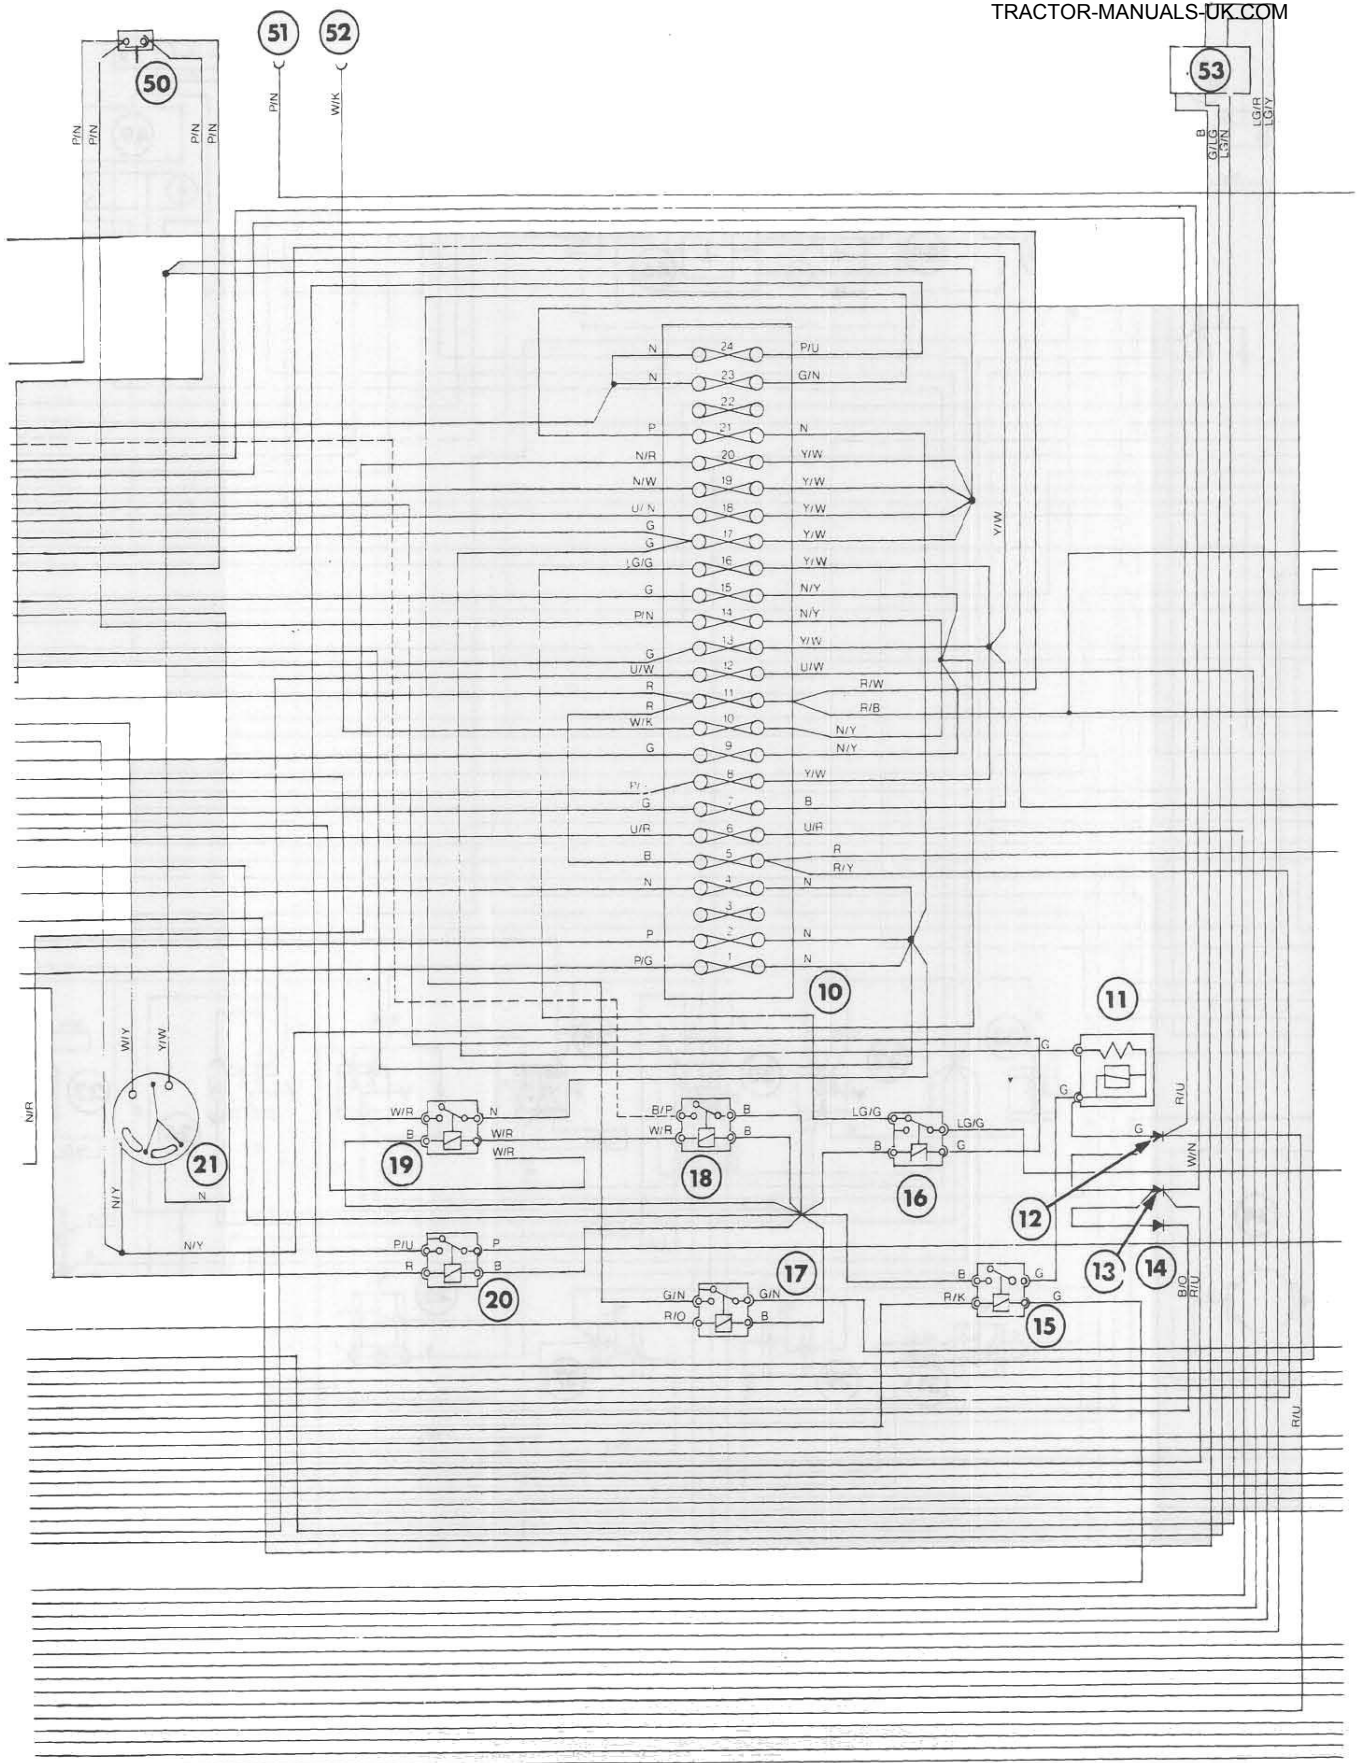 TRACTOR-MANUALS-UK.COM
51
52
53
50
P/N
P/N
P/N
P/N
P/N
W/K
B
G/LG
LG/N
LG/R
LG/Y
N 24 P/U
N 23 G/N
22
P 21 N
N/R 20 Y/W
N/W 19 Y/W
U/N 18 Y/W
G
G 17 Y/W
LG/G 16 Y/W
G 15 N/Y
P/N 14 N/Y
G 13 Y/W
U/W 12 U/W
R
R 11 R/W
R/B
W/K 10 N/Y
G 9 N/Y
8 Y/W
G 7 B
U/R 6 U/R
B 5 R
R/Y
N 4 N
3
P 2 N
P/G 1 N
Y/W
10
11
G
G
R/U
G
W/N
12
13
14
B/O
R/U
R/U
N/R
W/Y
Y/W
21
N/Y
N
N/Y
W/R N
B W/R
W/R
19
B/P B
W/R B
18
LG/G LG/G
B G
16
P/U P
R B
20
17
G/N G/N
R/O B
B G
R/K G
15